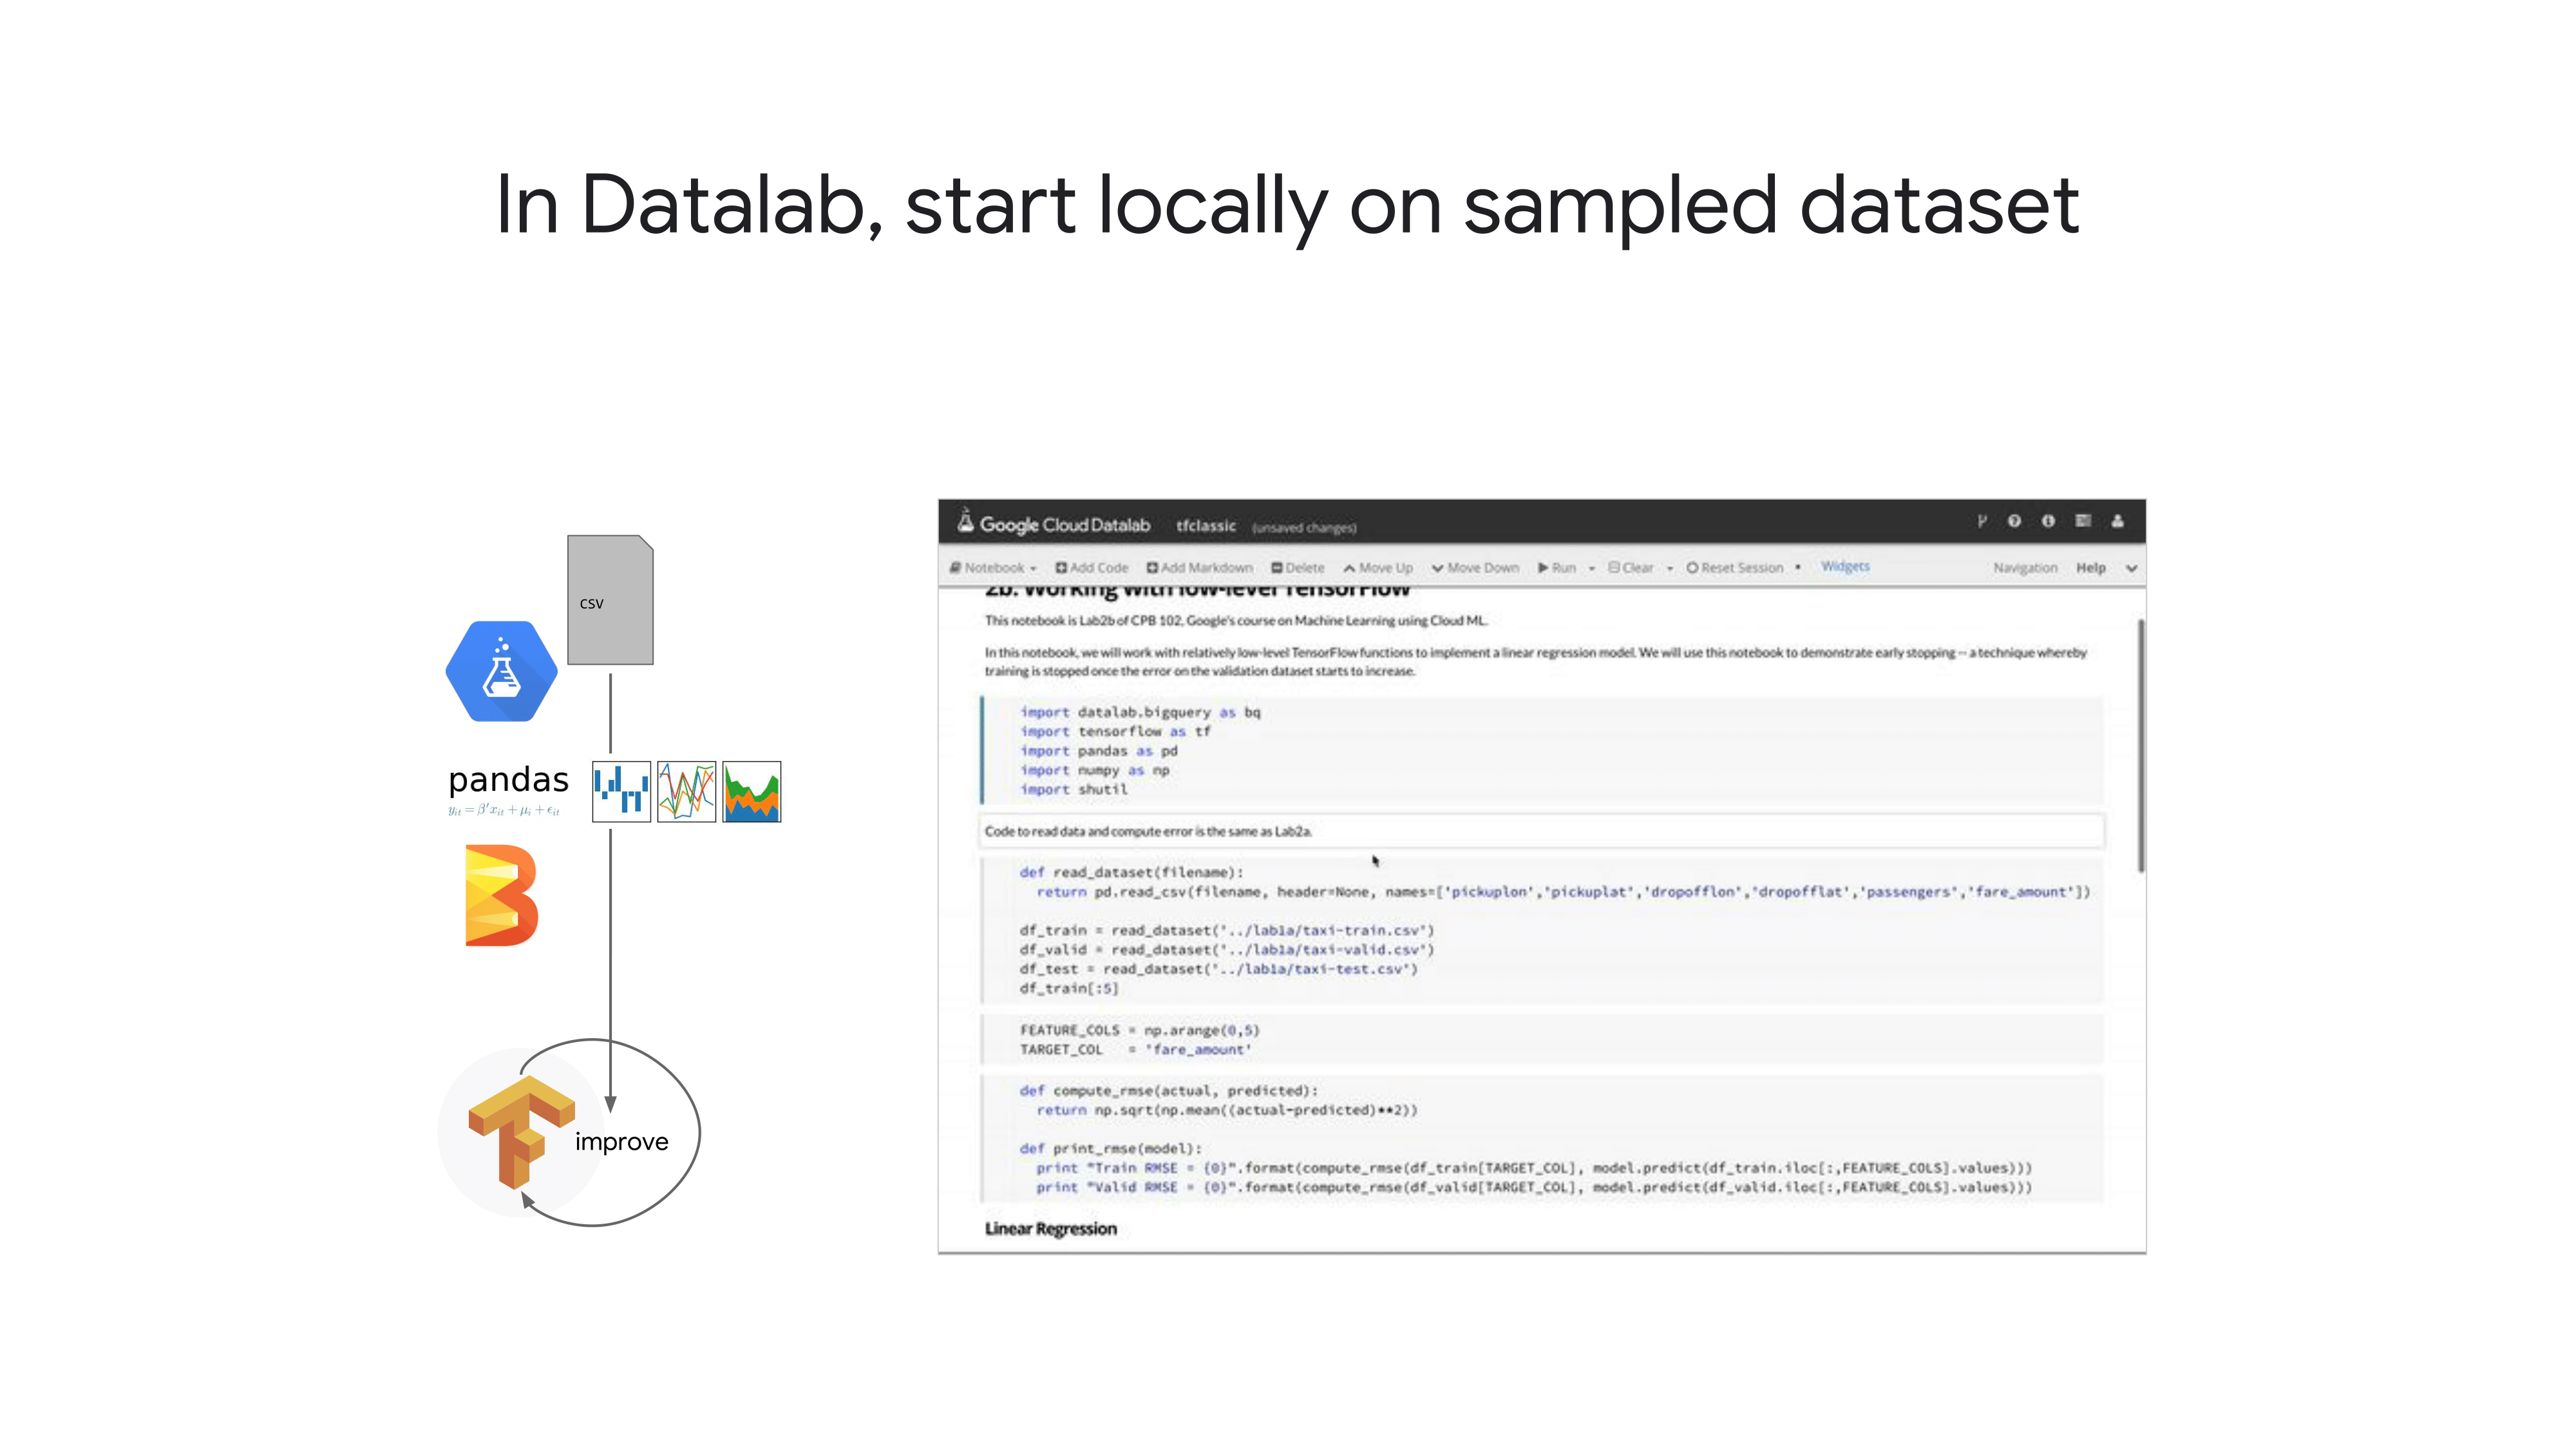 In Datalab, start locally on sampled dataset
csv
pandas
y_{it} = β'x_{it} + μ_i + ϵ_{it}
improve
Google Cloud Datalab tfclassic (unsaved changes)
Notebook Add Code Add Markdown Delete Move Up Move Down Run Clear Reset Session Widgets Navigation Help
2b. Working with low-level TensorFlow
This notebook is Lab2b of CPB 102, Google's course on Machine Learning using Cloud ML.
In this notebook, we will work with relatively low-level TensorFlow functions to implement a linear regression model. We will use this notebook to demonstrate early stopping -- a technique whereby
training is stopped once the error on the validation dataset starts to increase.
import datalab.bigquery as bq
import tensorflow as tf
import pandas as pd
import numpy as np
import shutil
Code to read data and compute error is the same as Lab2a.
def read_dataset(filename):
return pd.read_csv(filename, header=None, names=['pickuplon','pickuplat','dropofflon','dropofflat','passengers','fare_amount'])
df_train = read_dataset('../lab1a/taxi-train.csv')
df_valid = read_dataset('../lab1a/taxi-valid.csv')
df_test = read_dataset('../lab1a/taxi-test.csv')
df_train[:5]
FEATURE_COLS = np.arange(0,5)
TARGET_COL = 'fare_amount'
def compute_rmse(actual, predicted):
return np.sqrt(np.mean((actual-predicted)**2))
def print_rmse(model):
print "Train RMSE = {0}".format(compute_rmse(df_train[TARGET_COL], model.predict(df_train.iloc[:,FEATURE_COLS].values)))
print "Valid RMSE = {0}".format(compute_rmse(df_valid[TARGET_COL], model.predict(df_valid.iloc[:,FEATURE_COLS].values)))
Linear Regression